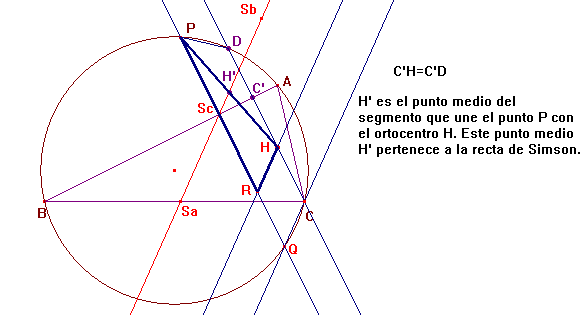 Sb
P
D
C'H=C'D
H'
C'
A
H' es el punto medio del
segmento que une el punto P con
el ortocentro H. Este punto medio
H' pertenece a la recta de Simson.
Sc
H
R
B
Sa
C
Q